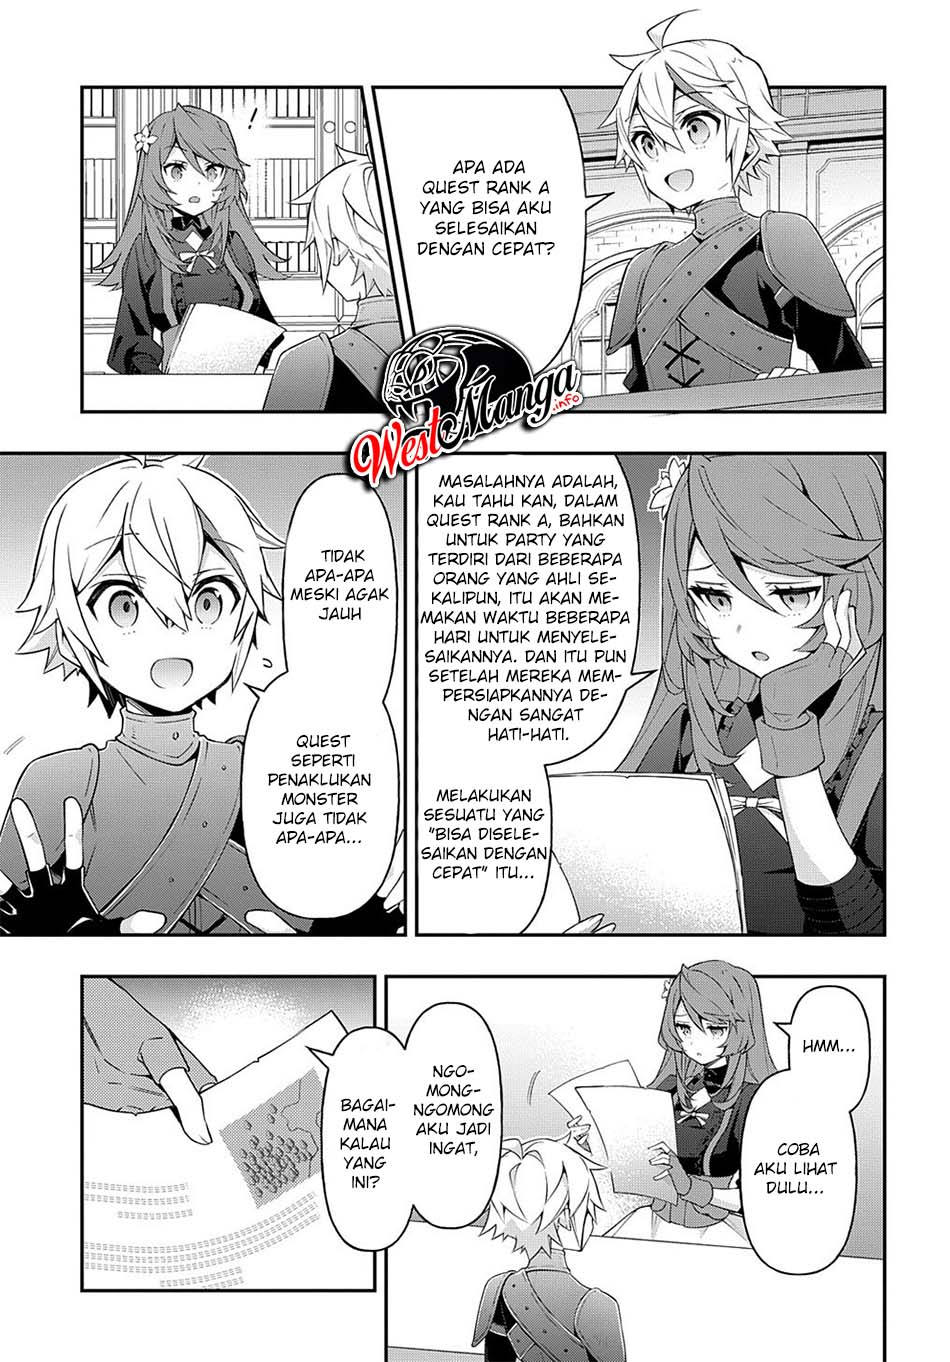 APA ADA
QUEST RANK A
YANG BISA AKU
SELESAIKAN
DENGAN CEPAT?
!
WestManga
.info
MASALAHNYA ADALAH,
KAU TAHU KAN, DALAM
QUEST RANK A, BAHKAN
UNTUK PARTY YANG
TERDIRI DARI BEBERAPA
ORANG YANG AHLI SE-
KALIPUN, ITU AKAN ME-
MAKAN WAKTU BEBERAPA
HARI UNTUK MENYELE-
SAIKANNYA. DAN ITU PUN
SETELAH MEREKA MEM-
PERSIAPKANNYA DE-
NGAN SANGAT
HATI-HATI.
MELAKUKAN
SESUATU YANG
"BISA DISELE-
SAIKAN DENGAN
CEPAT" ITU...
TIDAK
APA-APA
MESKI AGAK
JAUH
QUEST
SEPERTI
PENAKLUKAN
MONSTER
JUGA TIDAK
APA-APA...
HMM...
COBA
AKU LIHAT
DULU...
NGO-
MONG-
NGOMONG
AKU JADI
INGAT,
BAGAI-
MANA
KALAU
YANG
INI?